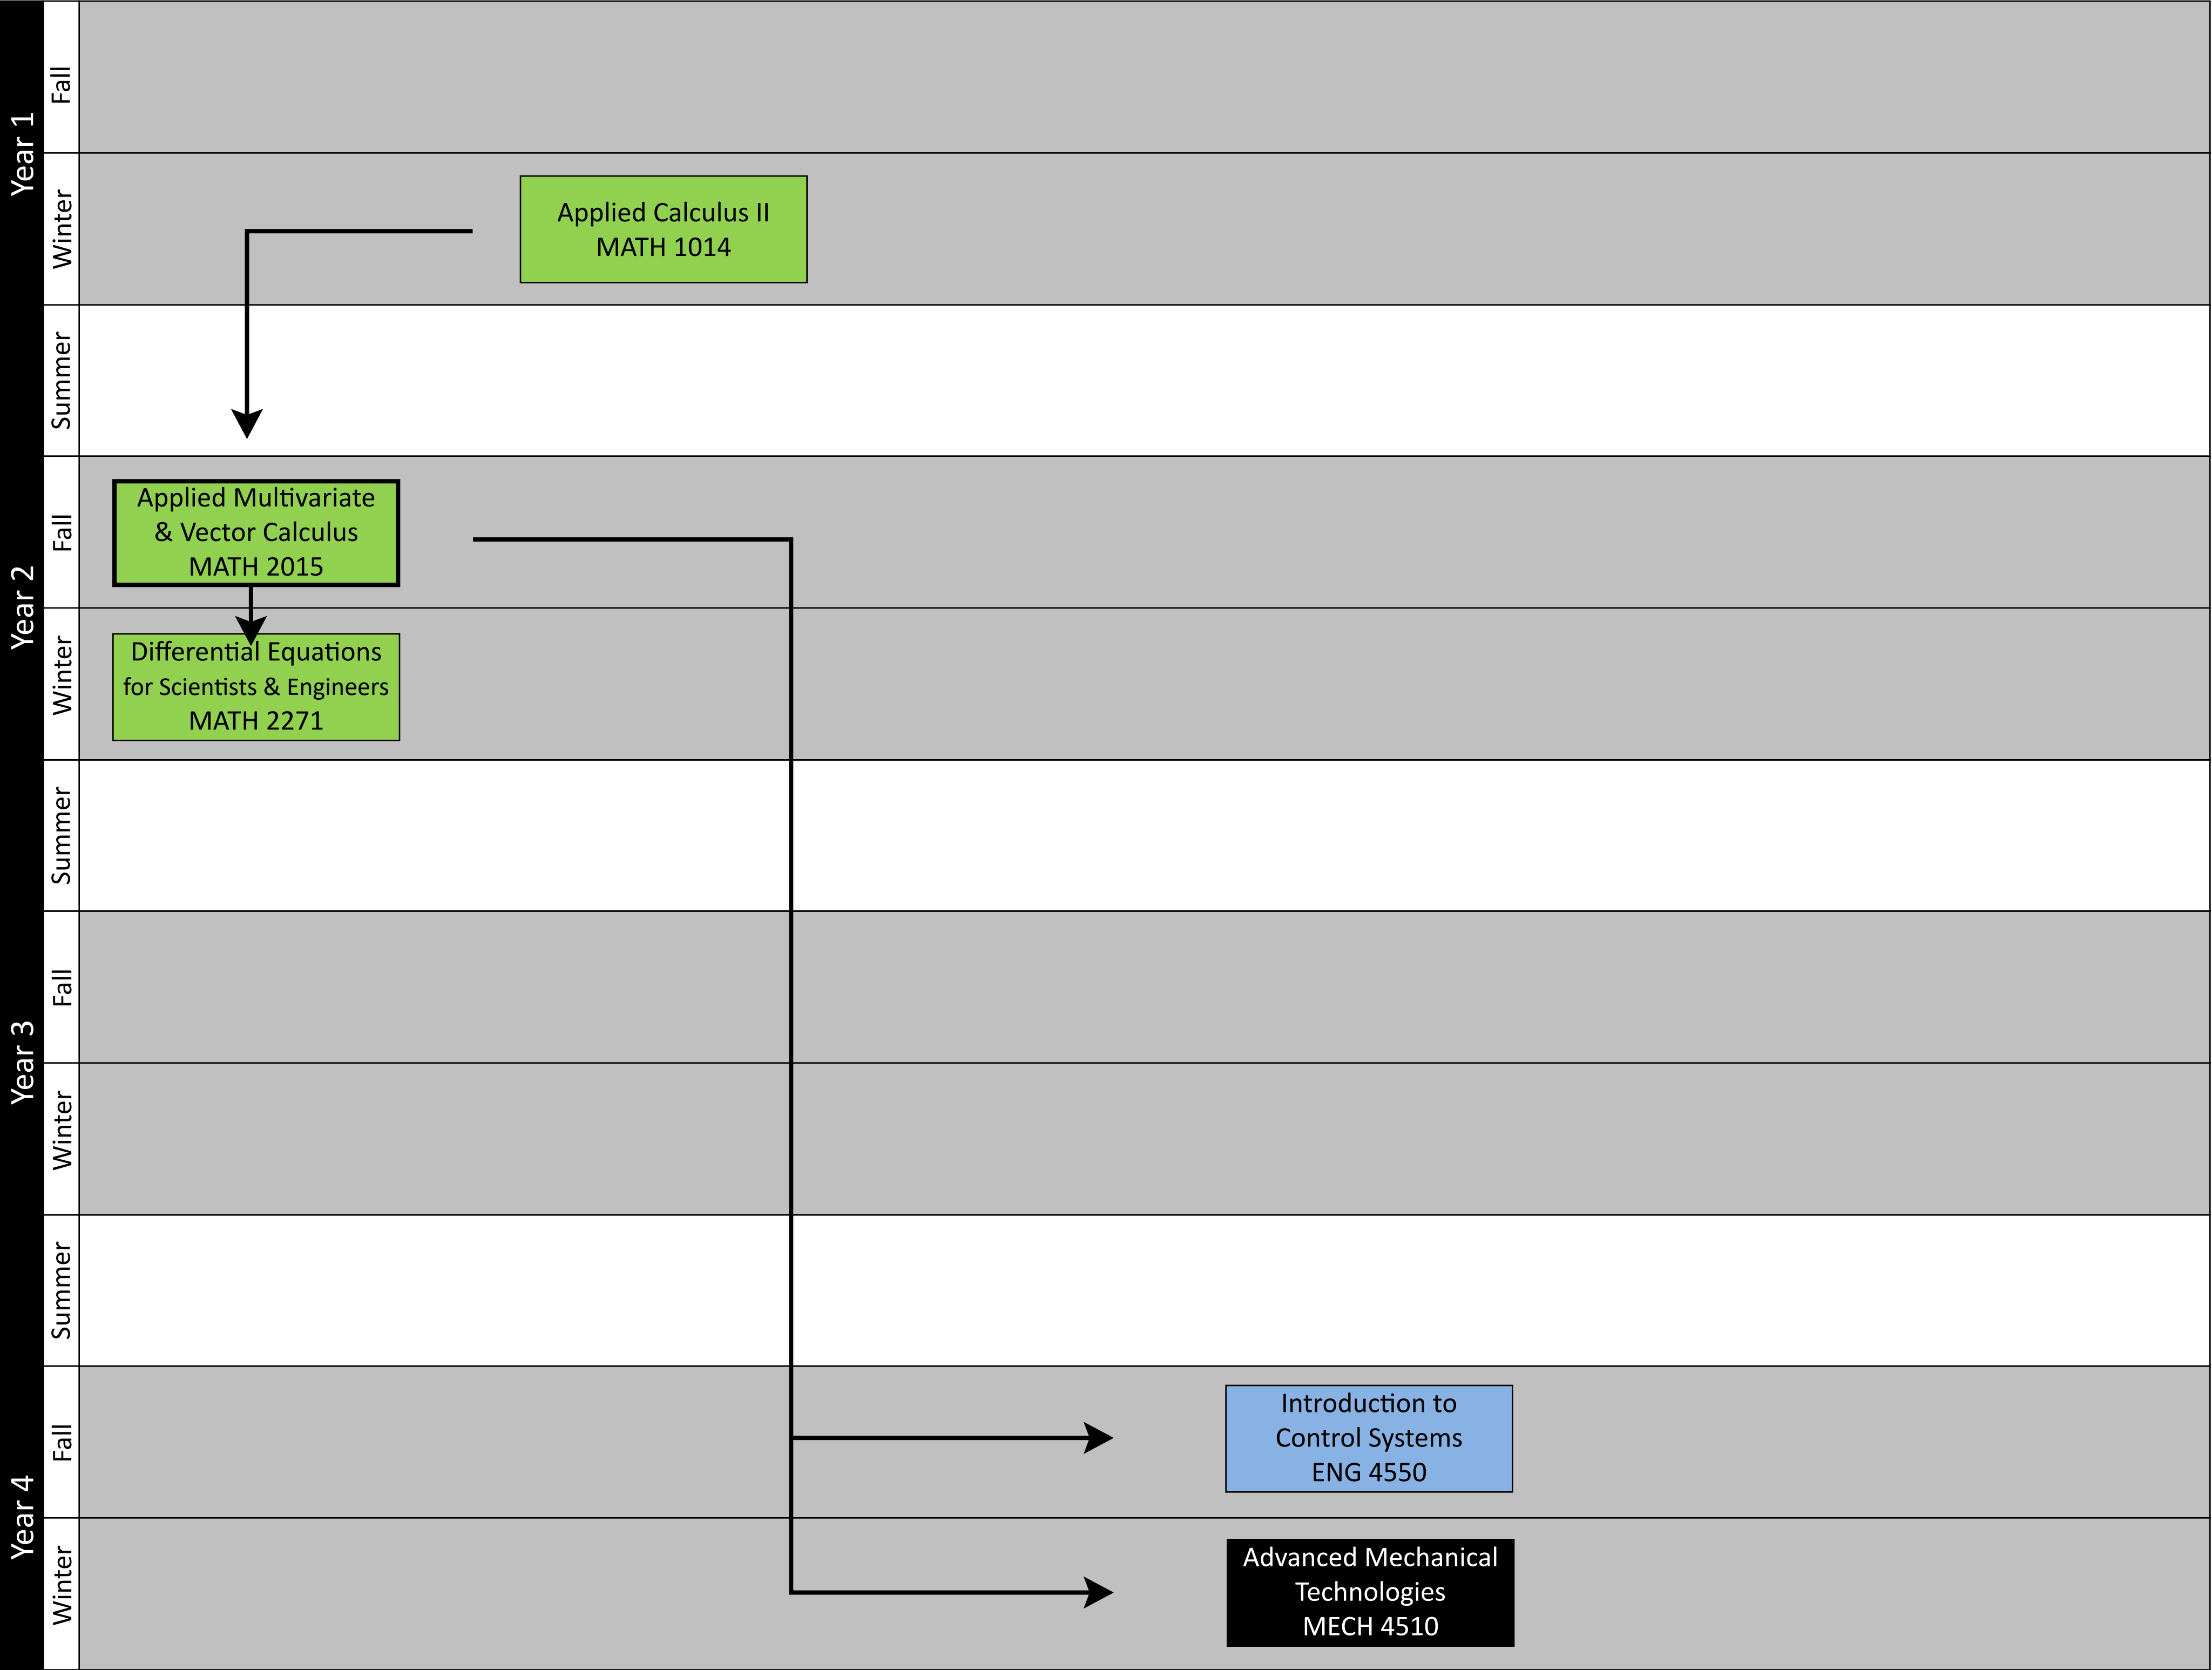 Year 1
Fall
Winter
Applied Calculus II
MATH 1014
Summer
Year 2
Fall
Applied Multivariate
& Vector Calculus
MATH 2015
Winter
Differential Equations
for Scientists & Engineers
MATH 2271
Summer
Year 3
Fall
Winter
Summer
Year 4
Fall
Introduction to
Control Systems
ENG 4550
Winter
Advanced Mechanical
Technologies
MECH 4510